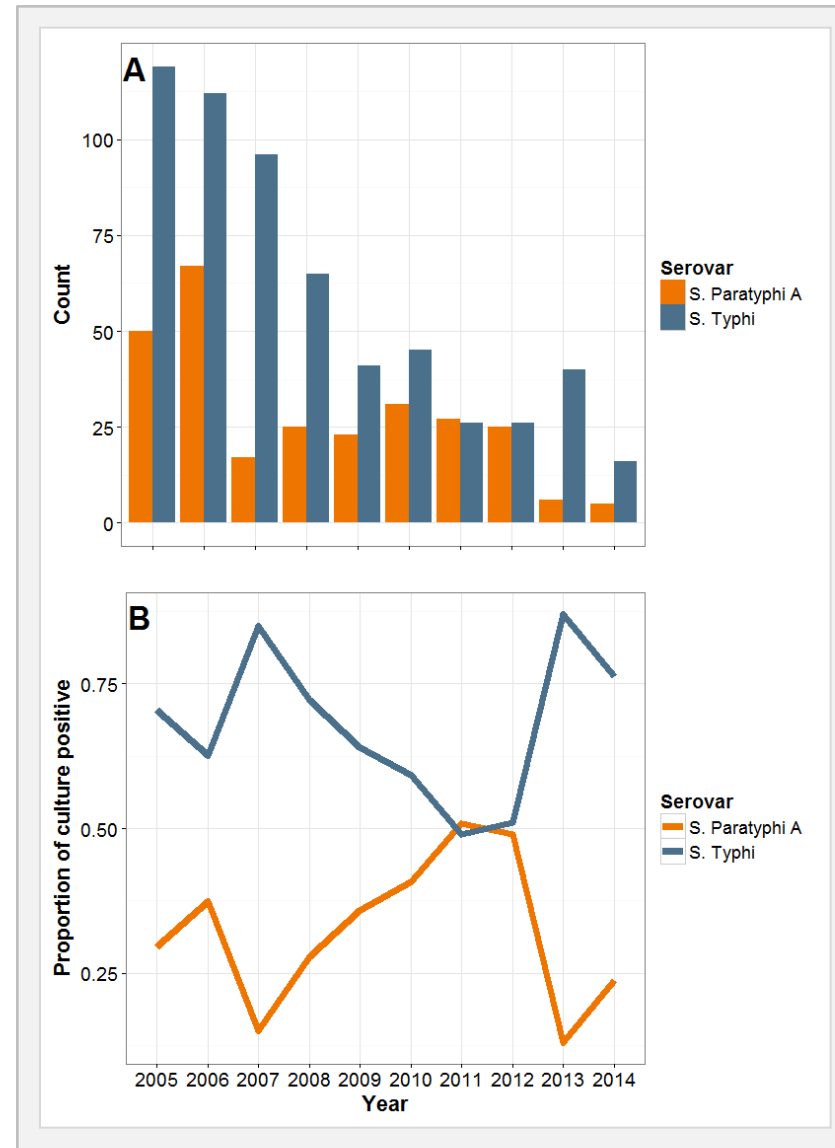 A
100
75
50
25
0
Count
Serovar
S. Paratyphi A
S. Typhi
B
0.75
0.50
0.25
Proportion of culture positive
Serovar
S. Paratyphi A
S. Typhi
2005 2006 2007 2008 2009 2010 2011 2012 2013 2014
Year